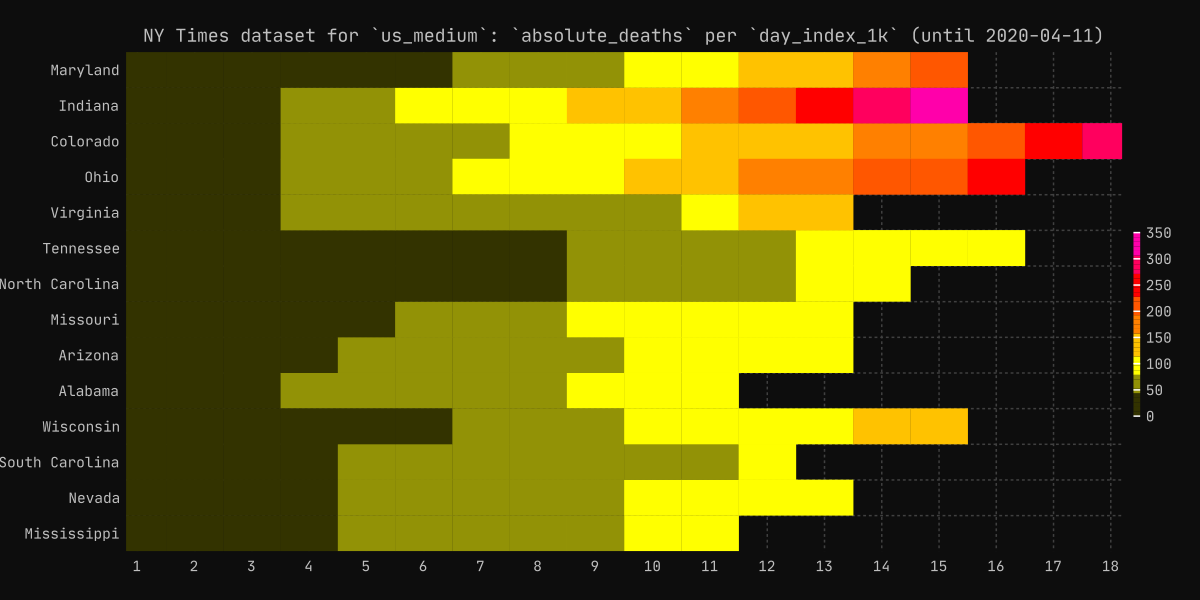 NY Times dataset for `us_medium`: `absolute_deaths` per `day_index_1k` (until 2020-04-11)
Maryland
Indiana
Colorado
Ohio
Virginia
Tennessee
North Carolina
Missouri
Arizona
Alabama
Wisconsin
South Carolina
Nevada
Mississippi
1 2 3 4 5 6 7 8 9 10 11 12 13 14 15 16 17 18
350
300
250
200
150
100
50
0